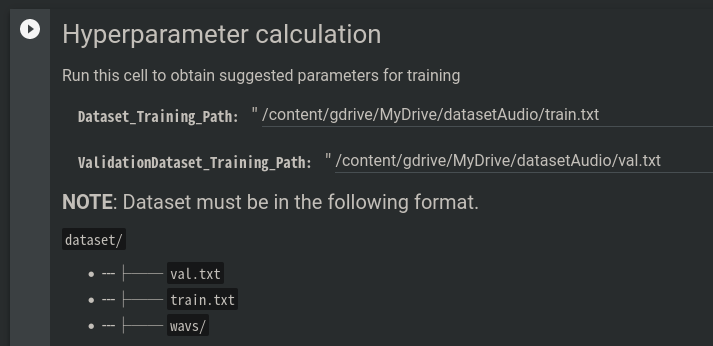 Hyperparameter calculation
Run this cell to obtain suggested parameters for training
Dataset_Training_Path: " /content/gdrive/MyDrive/datasetAudio/train.txt
ValidationDataset_Training_Path: " /content/gdrive/MyDrive/datasetAudio/val.txt
NOTE: Dataset must be in the following format.
dataset/
• --- ├──── val.txt
• --- ├──── train.txt
• --- ├──── wavs/